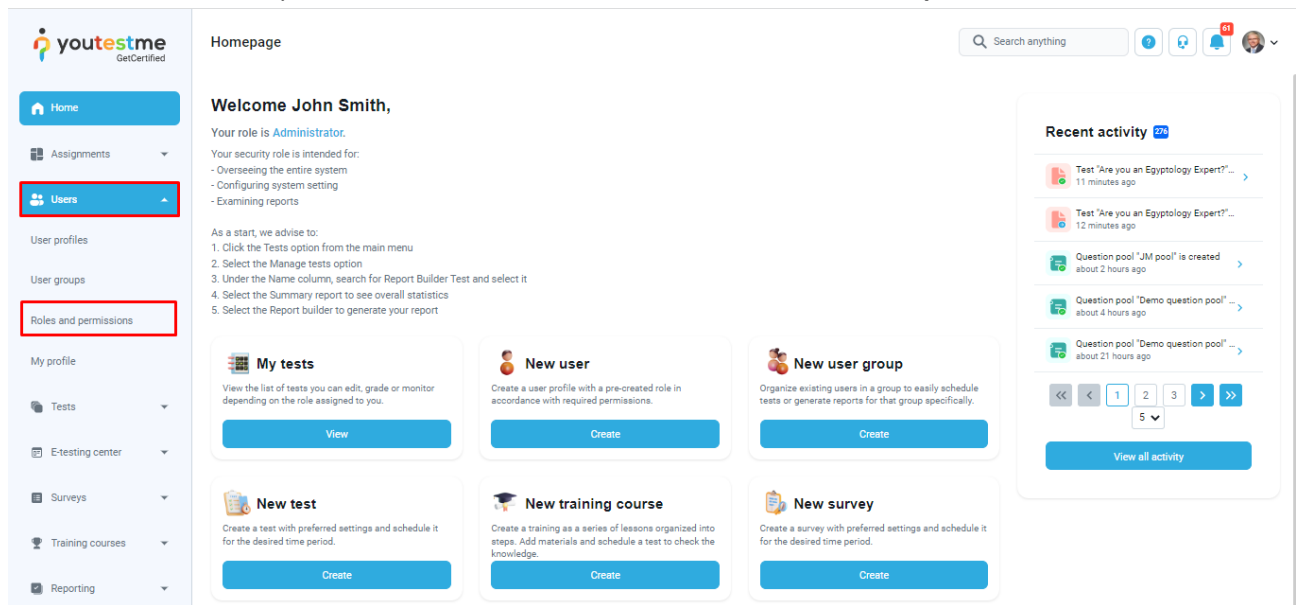 youtestme
GetCertified
Homepage
Search anything
?
61
Home
Assignments
Users
User profiles
User groups
Roles and permissions
My profile
Tests
E-testing center
Surveys
Training courses
Reporting
Welcome John Smith,
Your role is Administrator.
Your security role is intended for:
- Overseeing the entire system
- Configuring system setting
- Examining reports
As a start, we advise to:
1. Click the Tests option from the main menu
2. Select the Manage tests option
3. Under the Name column, search for Report Builder Test and select it
4. Select the Summary report to see overall statistics
5. Select the Report builder to generate your report
My tests
View the list of tests you can edit, grade or monitor
depending on the role assigned to you.
View
New user
Create a user profile with a pre-created role in
accordance with required permissions.
Create
New user group
Organize existing users in a group to easily schedule
tests or generate reports for that group specifically.
Create
New test
Create a test with preferred settings and schedule it
for the desired time period.
Create
New training course
Create a training as a series of lessons organized into
steps. Add materials and schedule a test to check the
knowledge.
Create
New survey
Create a survey with preferred settings and schedule it
for the desired time period.
Create
Recent activity 276
Test "Are you an Egyptology Expert?"...
11 minutes ago
Test "Are you an Egyptology Expert?"...
12 minutes ago
Question pool "JM pool" is created
about 2 hours ago
Question pool "Demo question pool" ...
about 4 hours ago
Question pool "Demo question pool" ...
about 21 hours ago
1 2 3
5
View all activity